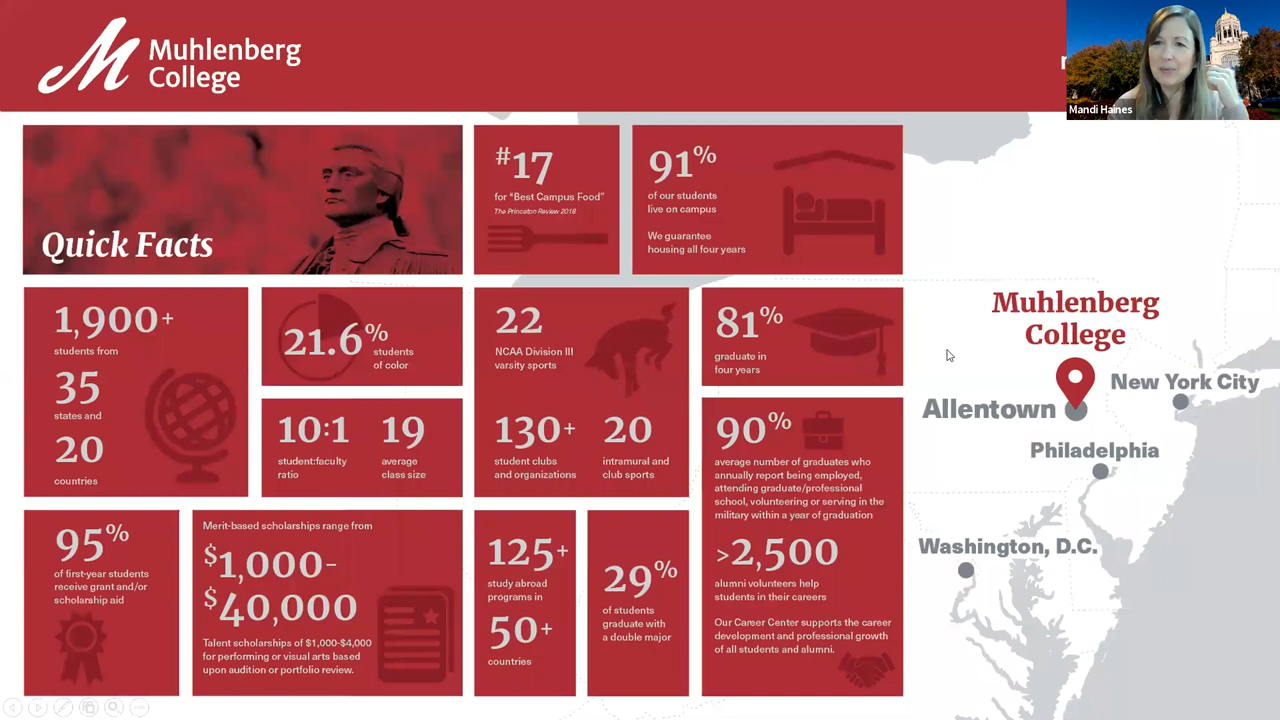 Muhlenberg
College
Mandi Haines
Quick Facts
#17
for “Best Campus Food”
The Princeton Review 2018
91%
of our students
live on campus
We guarantee
housing all four years
1,900+
students from
35
states and
20
countries
21.6%
students
of color
10:1
student:faculty
ratio
19
average
class size
22
NCAA Division III
varsity sports
130+
student clubs
and organizations
20
intramural and
club sports
81%
graduate in
four years
90%
average number of graduates who
annually report being employed,
attending graduate/professional
school, volunteering or serving in the
military within a year of graduation
>2,500
alumni volunteers help
students in their careers
Our Career Center supports the career
development and professional growth
of all students and alumni.
95%
of first-year students
receive grant and/or
scholarship aid
Merit-based scholarships range from
$1,000–
$40,000
Talent scholarships of $1,000-$4,000
for performing or visual arts based
upon audition or portfolio review.
125+
study abroad
programs in
50+
countries
29%
of students
graduate with
a double major
Muhlenberg
College
Allentown
New York City
Philadelphia
Washington, D.C.